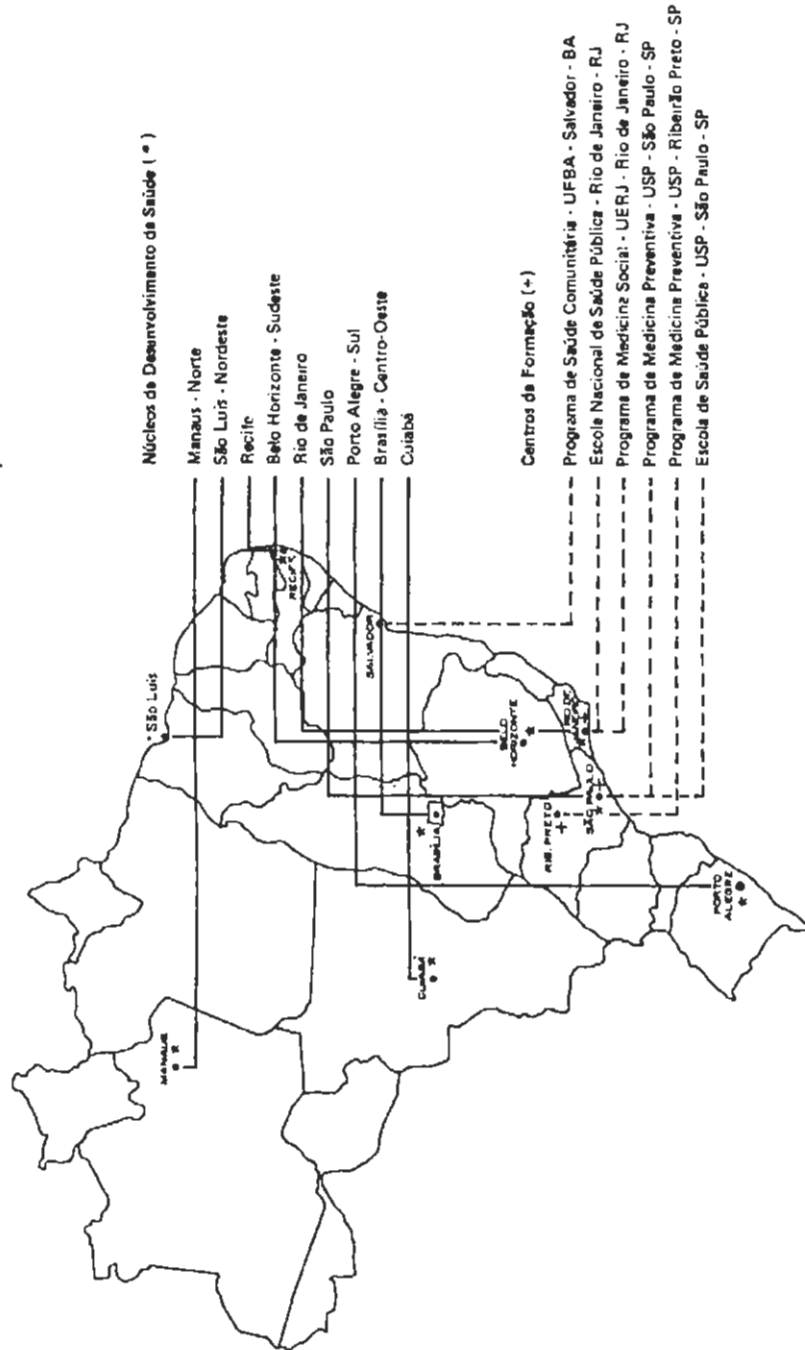 Núcleos de Desenvolvimento de Saúde (*)
Manaus - Norte
São Luís - Nordeste
Recife
Belo Horizonte - Sudeste
Rio de Janeiro
São Paulo
Porto Alegre - Sul
Brasília - Centro-Oeste
Cuiabá
Centros de Formação (+)
Programa de Saúde Comunitária - UFBA - Salvador - BA
Escola Nacional de Saúde Pública - Rio de Janeiro - RJ
Programa de Medicina Social - UERJ - Rio de Janeiro - RJ
Programa de Medicina Preventiva - USP - São Paulo - SP
Programa de Medicina Preventiva - USP - Ribeirão Preto - SP
Escola de Saúde Pública - USP - São Paulo - SP
São Luís
MANAUS
RECIFE
SALVADOR
CUIABÁ
BRASÍLIA
BELO
HORIZONTE
RIO DE
JANEIRO
RIB. PRETO
SÃO PAULO
PORTO
ALEGRE